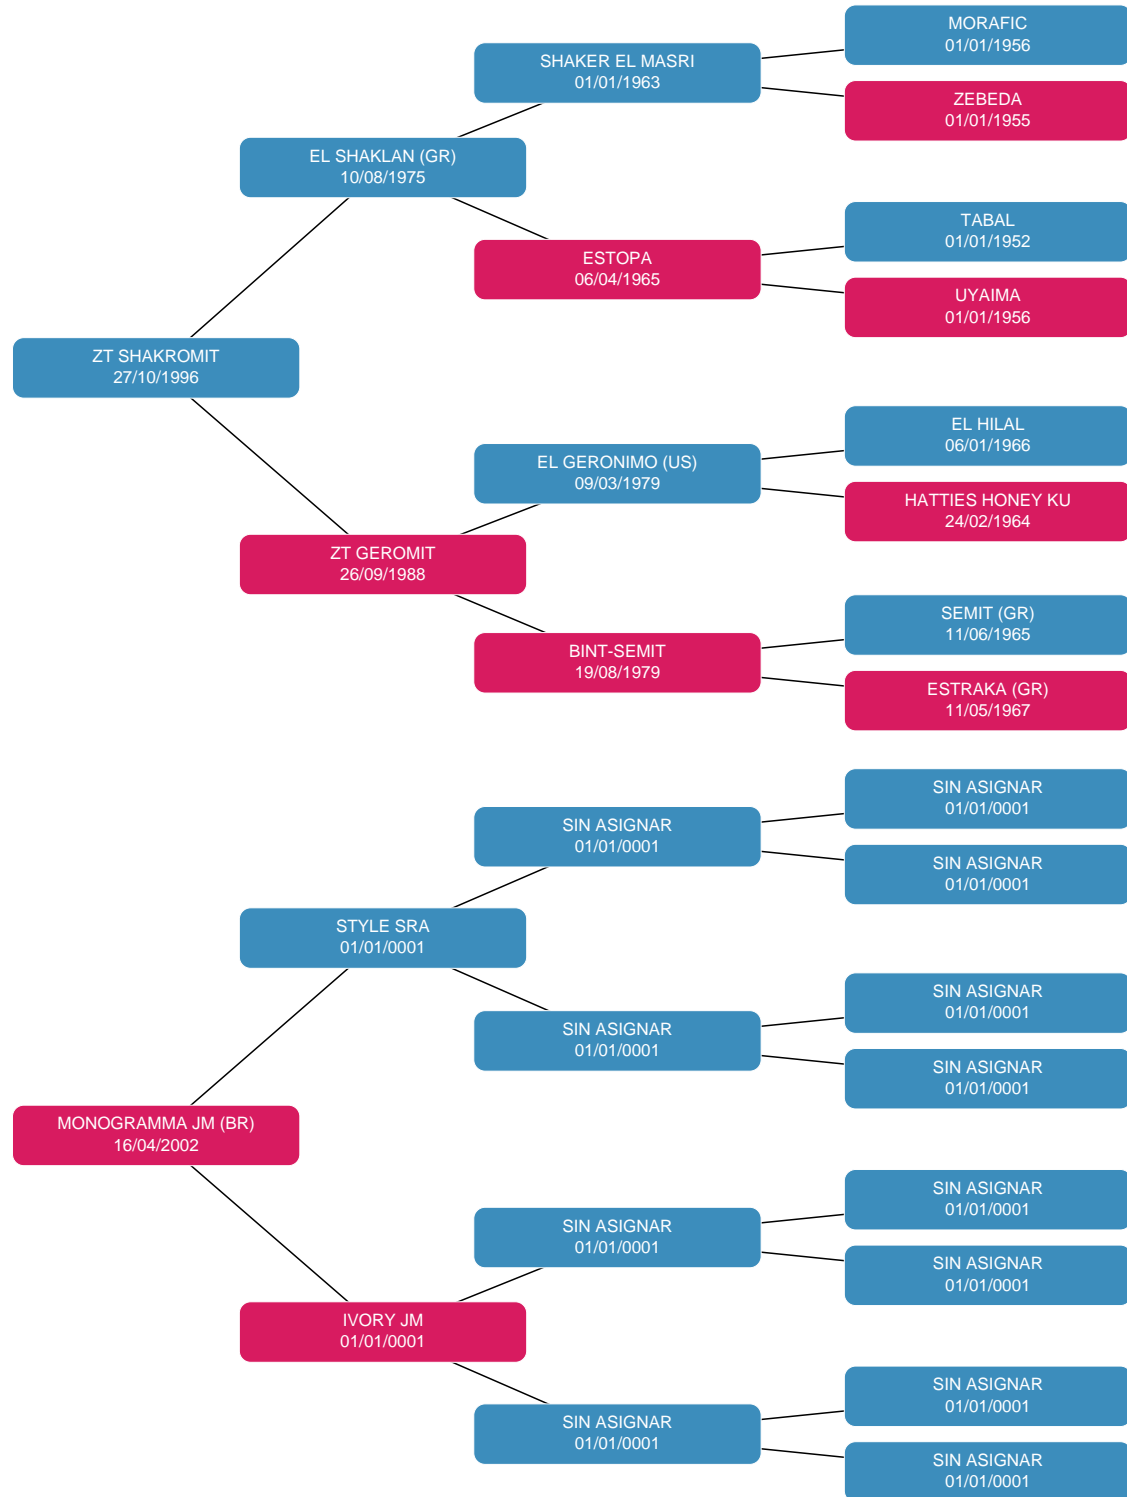 MORAFIC
01/01/1956
SHAKER EL MASRI
01/01/1963
ZEBEDA
01/01/1955
EL SHAKLAN (GR)
10/08/1975
TABAL
01/01/1952
ESTOPA
06/04/1965
UYAIMA
01/01/1956
ZT SHAKROMIT
27/10/1996
EL HILAL
06/01/1966
EL GERONIMO (US)
09/03/1979
HATTIES HONEY KU
24/02/1964
ZT GEROMIT
26/09/1988
SEMIT (GR)
11/06/1965
BINT-SEMIT
19/08/1979
ESTRAKA (GR)
11/05/1967
SIN ASIGNAR
01/01/0001
SIN ASIGNAR
01/01/0001
SIN ASIGNAR
01/01/0001
STYLE SRA
01/01/0001
SIN ASIGNAR
01/01/0001
SIN ASIGNAR
01/01/0001
SIN ASIGNAR
01/01/0001
MONOGRAMMA JM (BR)
16/04/2002
SIN ASIGNAR
01/01/0001
SIN ASIGNAR
01/01/0001
SIN ASIGNAR
01/01/0001
IVORY JM
01/01/0001
SIN ASIGNAR
01/01/0001
SIN ASIGNAR
01/01/0001
SIN ASIGNAR
01/01/0001